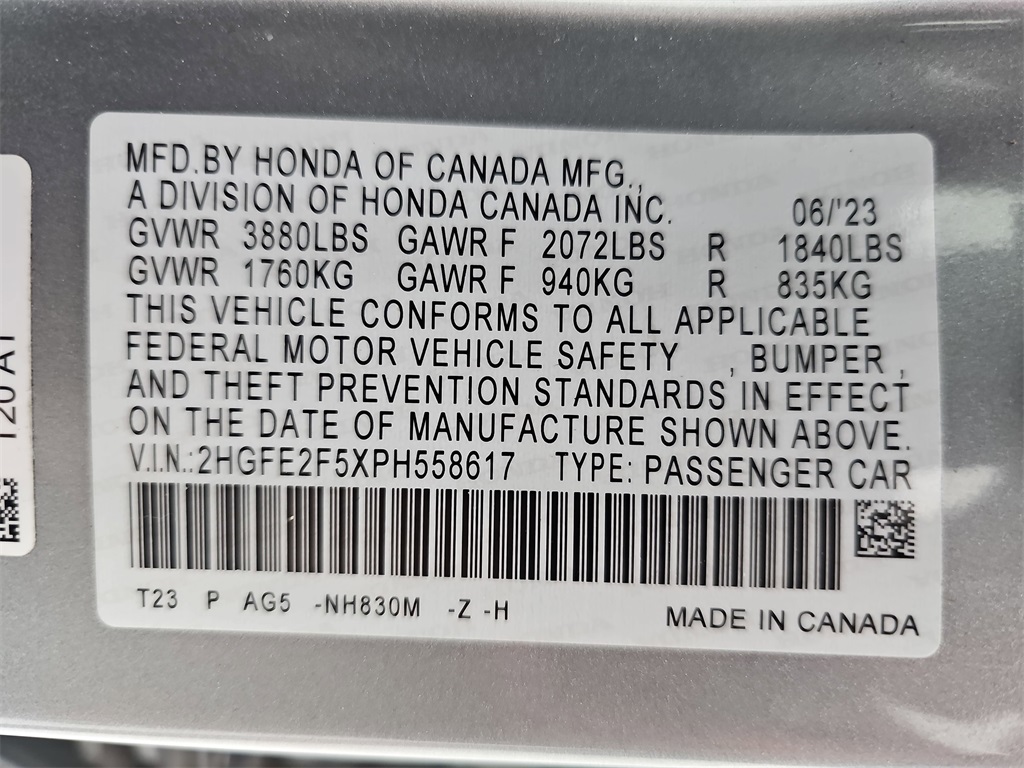 MFD.BY HONDA OF CANADA MFG.,
A DIVISION OF HONDA CANADA INC. 06/'23
GVWR 3880LBS GAWR F 2072LBS R 1840LBS
GVWR 1760KG GAWR F 940KG R 835KG
THIS VEHICLE CONFORMS TO ALL APPLICABLE
FEDERAL MOTOR VEHICLE SAFETY , BUMPER ,
AND THEFT PREVENTION STANDARDS IN EFFECT
ON THE DATE OF MANUFACTURE SHOWN ABOVE.
V.I.N.:2HGFE2F5XPH558617 TYPE: PASSENGER CAR
T23 P AG5 -NH830M -Z -H MADE IN CANADA